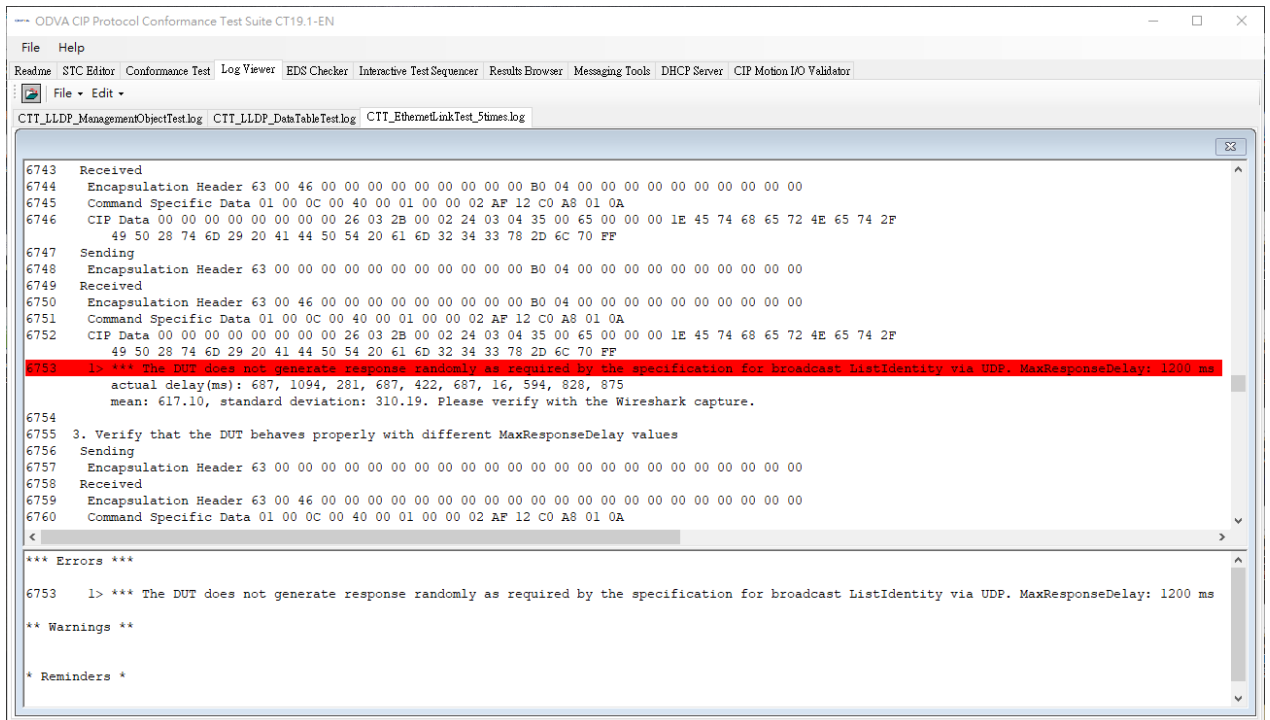 ODVA CIP Protocol Conformance Test Suite CT19.1-EN
File Help
Readme STC Editor Conformance Test Log Viewer EDS Checker Interactive Test Sequencer Results Browser Messaging Tools DHCP Server CIP Motion I/O Validator
File Edit
CTT_LLDP_ManagementObjectTest.log CTT_LLDP_DataTableTest.log CTT_EthernetLinkTest_5times.log
6743 Received
6744 Encapsulation Header 63 00 46 00 00 00 00 00 00 00 00 00 B0 04 00 00 00 00 00 00 00 00 00 00
6745 Command Specific Data 01 00 0C 00 40 00 01 00 00 02 AF 12 C0 A8 01 0A
6746 CIP Data 00 00 00 00 00 00 00 00 26 03 2B 00 02 24 03 04 35 00 65 00 00 00 1E 45 74 68 65 72 4E 65 74 2F
49 50 28 74 6D 29 20 41 44 50 54 20 61 6D 32 34 33 78 2D 6C 70 FF
6747 Sending
6748 Encapsulation Header 63 00 00 00 00 00 00 00 00 00 00 00 B0 04 00 00 00 00 00 00 00 00 00 00
6749 Received
6750 Encapsulation Header 63 00 46 00 00 00 00 00 00 00 00 00 B0 04 00 00 00 00 00 00 00 00 00 00
6751 Command Specific Data 01 00 0C 00 40 00 01 00 00 02 AF 12 C0 A8 01 0A
6752 CIP Data 00 00 00 00 00 00 00 00 26 03 2B 00 02 24 03 04 35 00 65 00 00 00 1E 45 74 68 65 72 4E 65 74 2F
49 50 28 74 6D 29 20 41 44 50 54 20 61 6D 32 34 33 78 2D 6C 70 FF
6753 1> *** The DUT does not generate response randomly as required by the specification for broadcast ListIdentity via UDP. MaxResponseDelay: 1200 ms
actual delay(ms): 687, 1094, 281, 687, 422, 687, 16, 594, 828, 875
mean: 617.10, standard deviation: 310.19. Please verify with the Wireshark capture.
6754
6755 3. Verify that the DUT behaves properly with different MaxResponseDelay values
6756 Sending
6757 Encapsulation Header 63 00 00 00 00 00 00 00 00 00 00 00 00 00 00 00 00 00 00 00 00 00 00 00
6758 Received
6759 Encapsulation Header 63 00 46 00 00 00 00 00 00 00 00 00 00 00 00 00 00 00 00 00 00 00 00 00
6760 Command Specific Data 01 00 0C 00 40 00 01 00 00 02 AF 12 C0 A8 01 0A
*** Errors ***
6753 1> *** The DUT does not generate response randomly as required by the specification for broadcast ListIdentity via UDP. MaxResponseDelay: 1200 ms
** Warnings **
* Reminders *